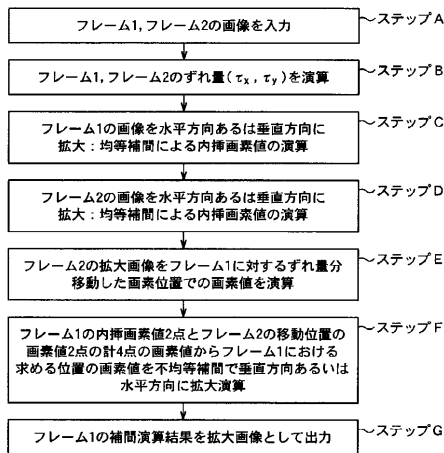 フレーム1,フレーム2の画像を入力
ステップA
フレーム1,フレーム2のずれ量(τx,τy)を演算
ステップB
フレーム1の画像を水平方向あるいは垂直方向に
拡大:均等補間による内挿画素値の演算
ステップC
フレーム2の画像を水平方向あるいは垂直方向に
拡大:均等補間による内挿画素値の演算
ステップD
フレーム2の拡大画像をフレーム1に対するずれ量分
移動した画素位置での画素値を演算
ステップE
フレーム1の内挿画素値2点とフレーム2の移動位置の
画素値2点の計4点の画素値からフレーム1における
求める位置の画素値を不均等補間で垂直方向あるいは
水平方向に拡大演算
ステップF
フレーム1の補間演算結果を拡大画像として出力
ステップG